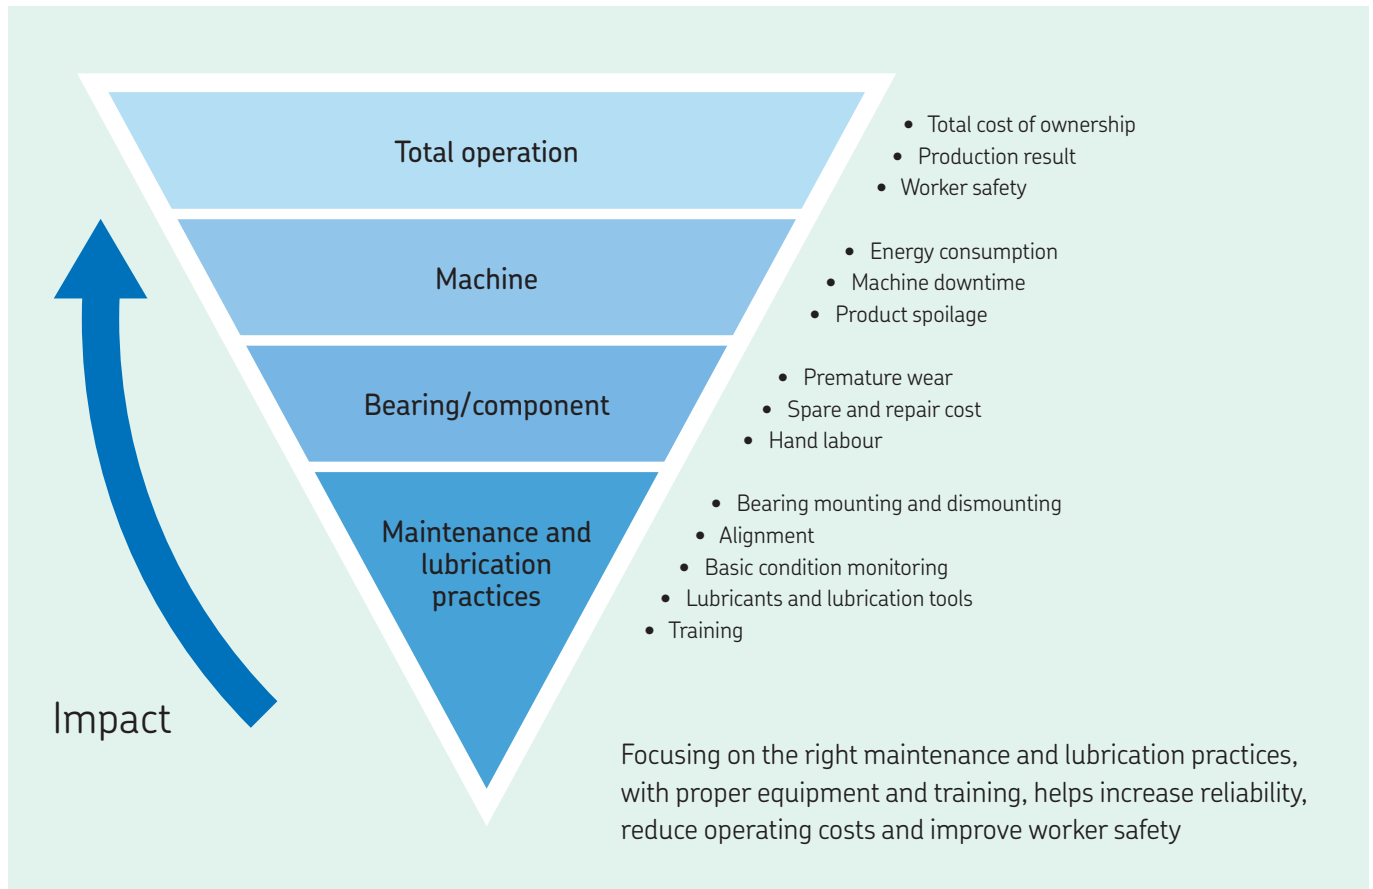 Total operation
• Total cost of ownership
• Production result
• Worker safety
Machine
• Energy consumption
• Machine downtime
• Product spoilage
Bearing/component
• Premature wear
• Spare and repair cost
• Hand labour
Maintenance and
lubrication
practices
• Bearing mounting and dismounting
• Alignment
• Basic condition monitoring
• Lubricants and lubrication tools
• Training
Impact
Focusing on the right maintenance and lubrication practices,
with proper equipment and training, helps increase reliability,
reduce operating costs and improve worker safety